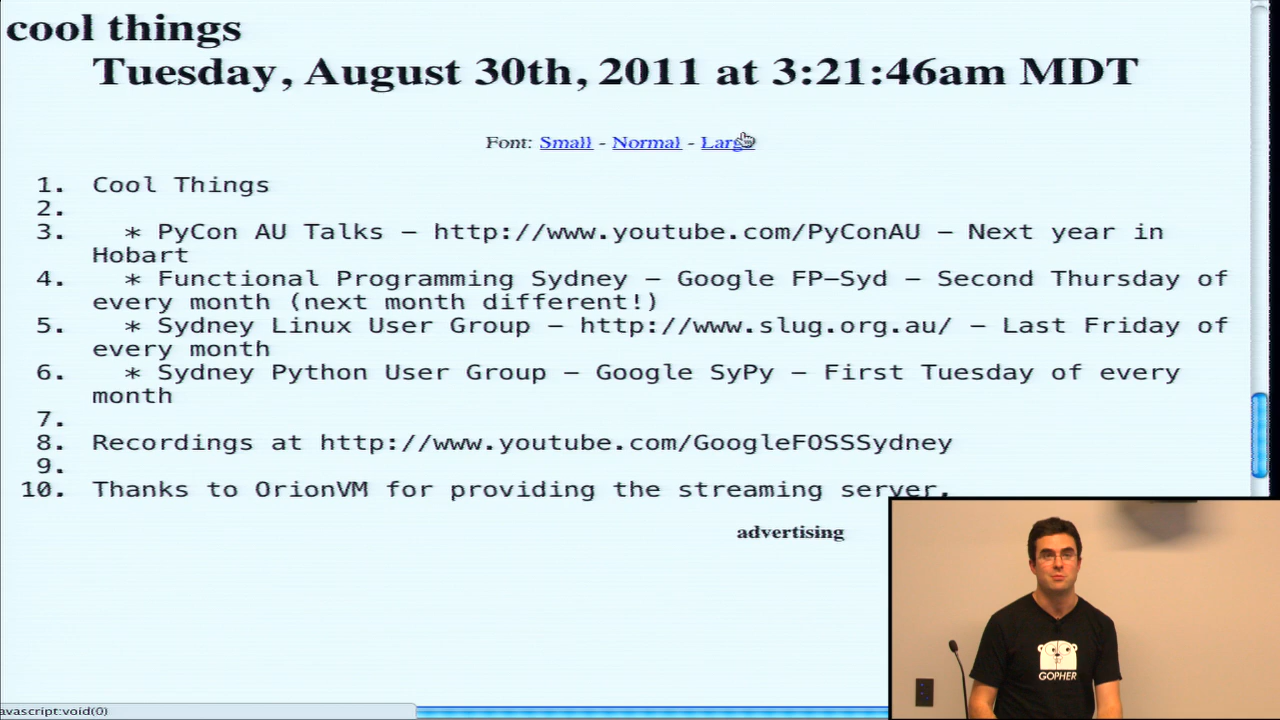 cool things
Tuesday, August 30th, 2011 at 3:21:46am MDT
Font: Small - Normal - Large
1. Cool Things
2.
3.   * PyCon AU Talks – http://www.youtube.com/PyConAU – Next year in
Hobart
4.   * Functional Programming Sydney – Google FP–Syd – Second Thursday of
every month (next month different!)
5.   * Sydney Linux User Group – http://www.slug.org.au/ – Last Friday of
every month
6.   * Sydney Python User Group – Google SyPy – First Tuesday of every
month
7.
8. Recordings at http://www.youtube.com/GoogleFOSSSydney
9.
10. Thanks to OrionVM for providing the streaming server.
advertising
GOPHER
avascript:void(0)